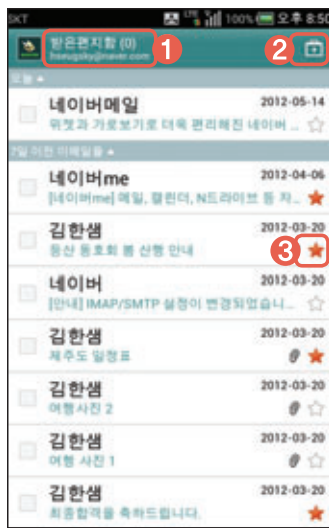 SKT LTE 100% 오후 8:50
받은편지함 (0) 1 2
hseugsky@naver.com
오늘
네이버메일 2012-05-14
위젯과 가로보기로 더욱 편리해진 네이버 ...
7일 이전 이메일들
네이버me 2012-04-06
[네이버me] 메일, 캘린더, N드라이브 등 자...
김한샘 2012-03-20
등산 동호회 봄 산행 안내 3
네이버 2012-03-20
[안내] IMAP/SMTP 설정이 변경되었습니...
김한샘 2012-03-20
제주도 일정표
김한샘 2012-03-20
여행사진 2
김한샘 2012-03-20
여행 사진 1
김한샘 2012-03-20
최종합격을 축하드립니다.